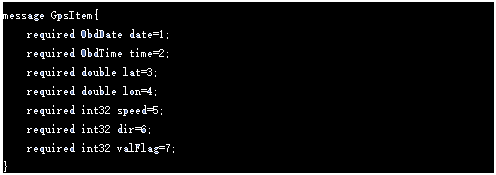 message GpsItem{
required ObdDate date=1;
required ObdTime time=2;
required double lat=3;
required double lon=4;
required int32 speed=5;
required int32 dir=6;
required int32 valFlag=7;
}